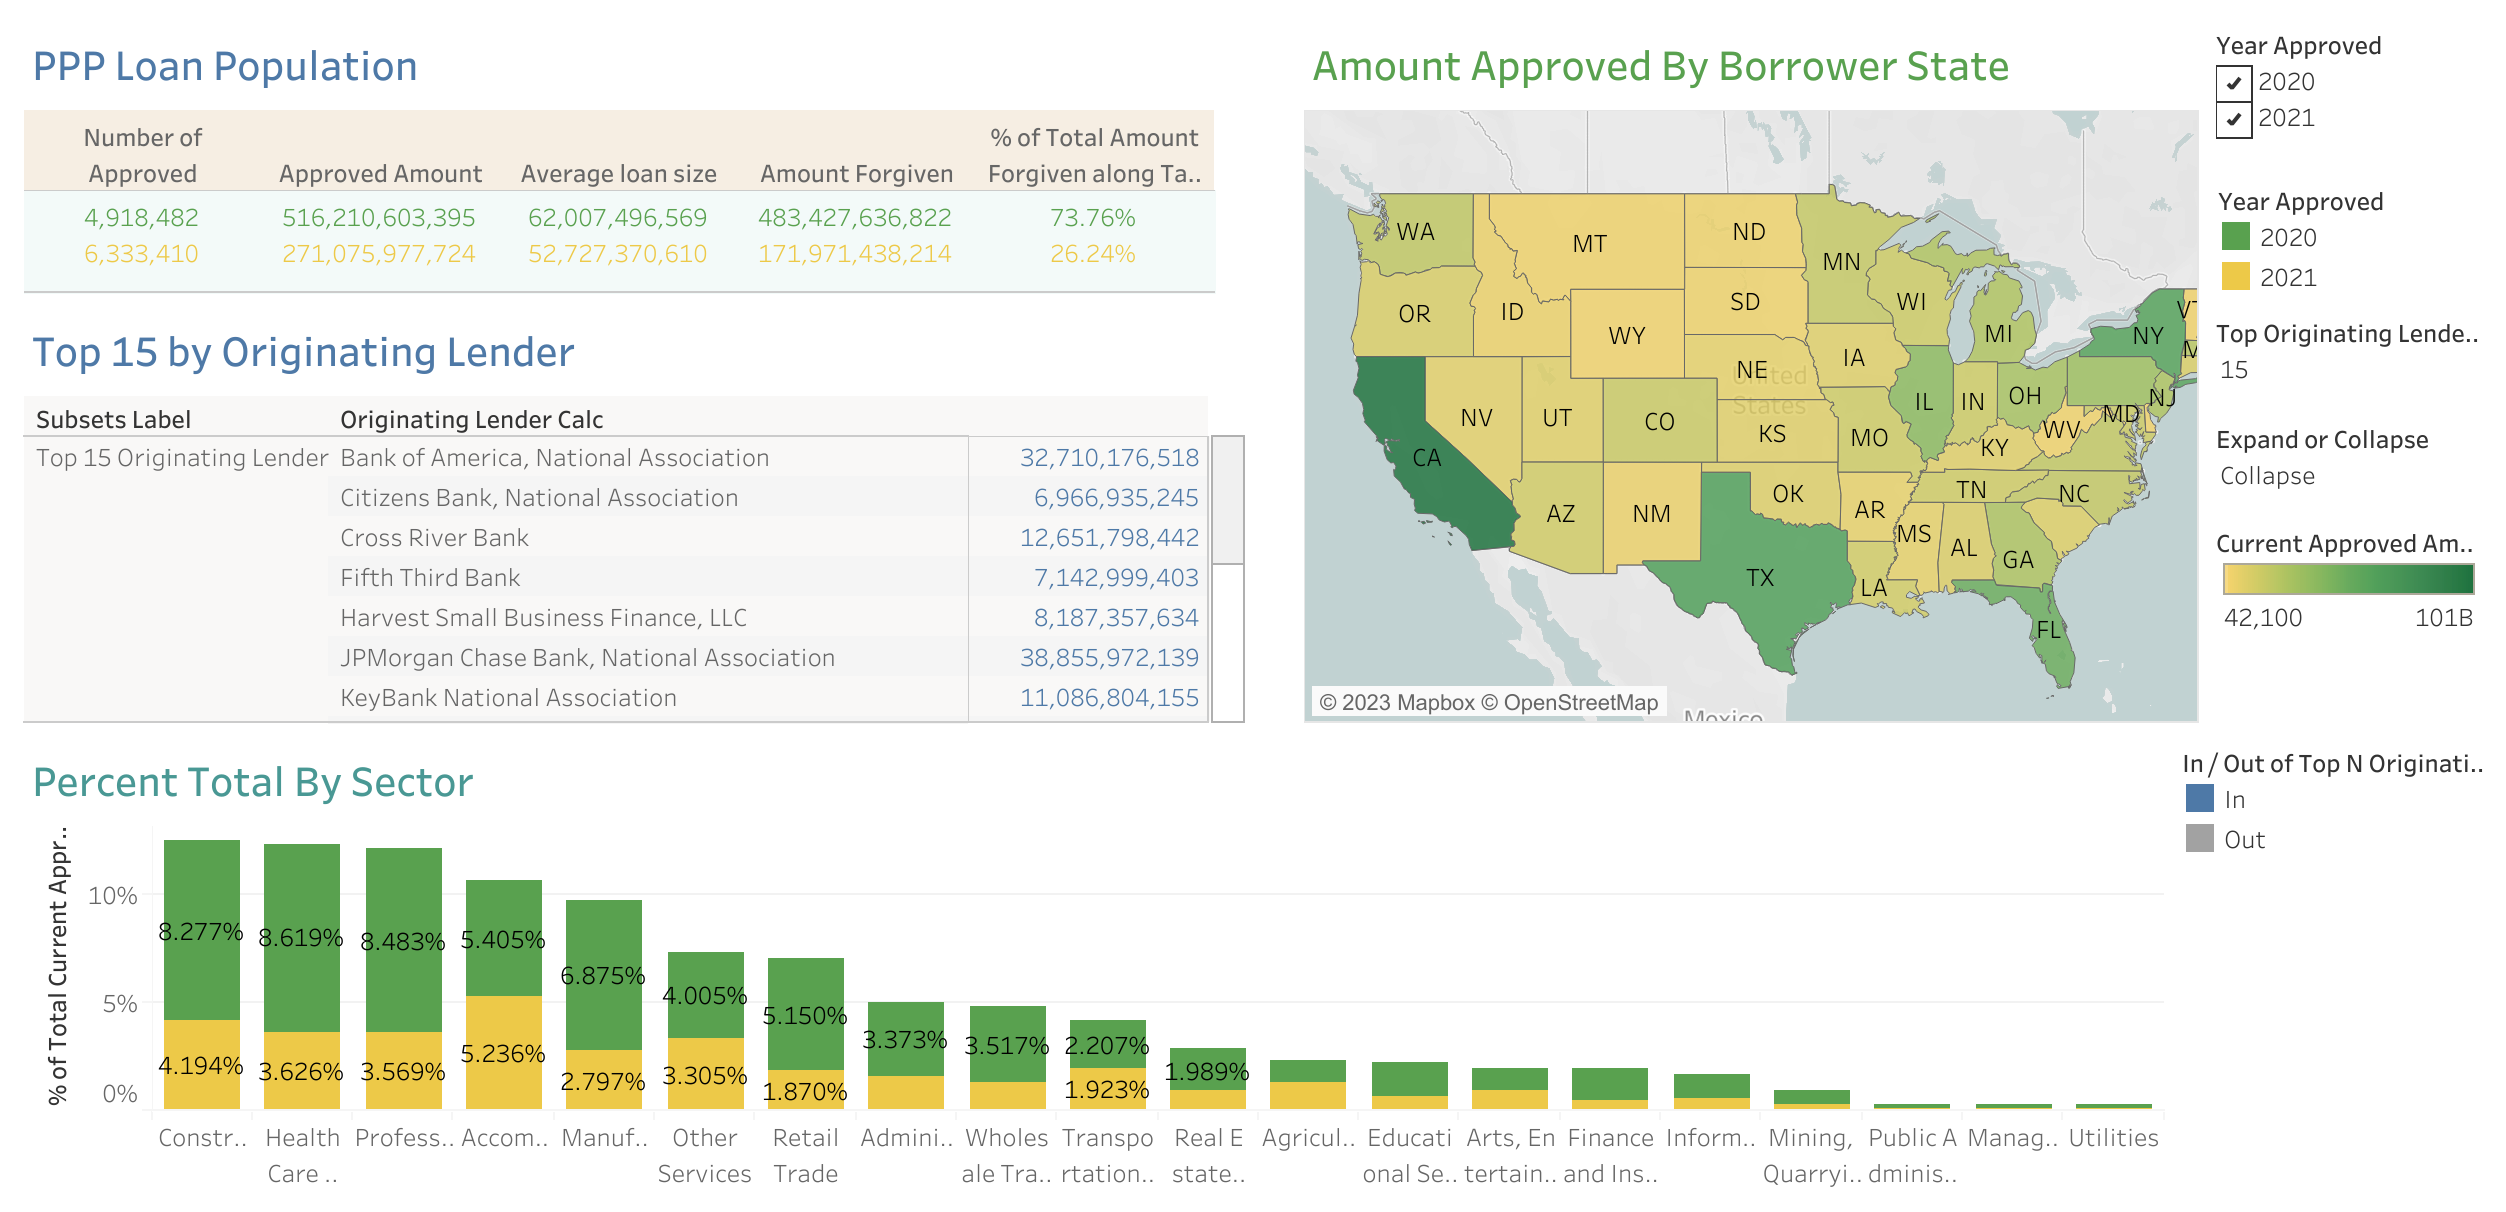 PPP Loan Population
Number of Approved
Approved Amount
Average loan size
Amount Forgiven
% of Total Amount Forgiven along Ta..
4,918,482 516,210,603,395 62,007,496,569 483,427,636,822 73.76%
6,333,410 271,075,977,724 52,727,370,610 171,971,438,214 26.24%
Top 15 by Originating Lender
Subsets Label Originating Lender Calc
Top 15 Originating Lender Bank of America, National Association 32,710,176,518
Citizens Bank, National Association 6,966,935,245
Cross River Bank 12,651,798,442
Fifth Third Bank 7,142,999,403
Harvest Small Business Finance, LLC 8,187,357,634
JPMorgan Chase Bank, National Association 38,855,972,139
KeyBank National Association 11,086,804,155
Amount Approved By Borrower State
WA MT ND MN
OR ID SD WI MI NY VT
WY IA M
NE
United
States
NV UT CO KS MO IL IN OH MD NJ
CA KY WV
AZ NM OK AR TN NC
MS AL GA
TX LA
FL
© 2023 Mapbox © OpenStreetMap
Mexico
Year Approved
2020
2021
Year Approved
2020
2021
Top Originating Lende..
15
Expand or Collapse
Collapse
Current Approved Am..
42,100 101B
Percent Total By Sector
In / Out of Top N Originati..
In
Out
% of Total Current Appr..
10%
5%
0%
8.277% 8.619% 8.483% 5.405% 6.875% 4.005% 5.150% 3.373% 3.517% 2.207% 1.989%
4.194% 3.626% 3.569% 5.236% 2.797% 3.305% 1.870% 1.923%
Constr.. Health Profess.. Accom.. Manuf.. Other Retail Admini.. Wholes Transpo Real E Agricul.. Educati Arts, En Finance Inform.. Mining, Public A Manag.. Utilities
Care .. Services Trade ale Tra.. rtation.. state.. onal Se.. tertain.. and Ins.. Quarryi.. dminis..